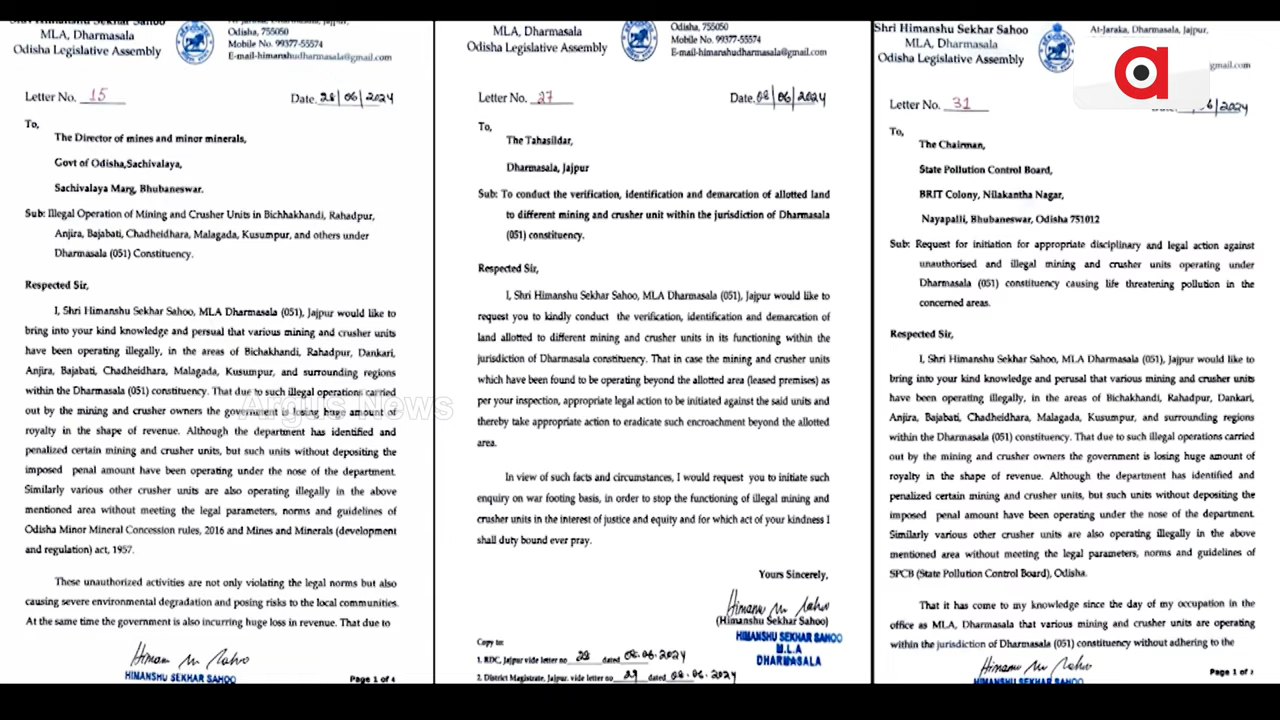 Shri Himanshu Sekhar Sahoo
MLA, Dharmasala
Odisha Legislative Assembly
Odisha, 755050
Mobile No. 99377-55574
E-mail-himanshudharmasala@gmail.com
Letter No. 15
Date. 28/06/2024
To,
The Director of mines and minor minerals,
Govt of Odisha,Sachivalaya,
Sachivalaya Marg, Bhubaneswar.
Sub: Illegal Operation of Mining and Crusher Units in Bichhakhandi, Rahadpur,
Anjira, Bajabati, Chadheidhara, Malagada, Kusumpur, and others under
Dharmasala (051) Constituency.
Respected Sir,
I, Shri Himanshu Sekhar Sahoo, MLA Dharmasala (051), Jajpur would like to
bring into your kind knowledge and persual that various mining and crusher units
have been operating illegally, in the areas of Bichakhandi, Rahadpur, Dankari,
Anjira, Bajabati, Chadheidhara, Malagada, Kusumpur, and surrounding regions
within the Dharmasala (051) constituency. That due to such illegal operations carried
out by the mining and crusher owners the government is losing huge amount of
royalty in the shape of revenue. Although the department has identified and
penalized certain mining and crusher units, but such units without depositing the
imposed penal amount have been operating under the nose of the department.
Similarly various other crusher units are also operating illegally in the above
mentioned area without meeting the legal parameters, norms and guidelines of
Odisha Minor Mineral Concession rules, 2016 and Mines and Minerals (development
and regulation) act, 1957.
These unauthorized activities are not only violating the legal norms but also
causing severe environmental degradation and posing risks to the local communities.
At the same time the government is also incurring huge loss in revenue. That due to
HIMANSHU SEKHAR SAHOO
Page 1 of 4
MLA, Dharmasala
Odisha Legislative Assembly
Odisha, 755050
Mobile No. 99377-55574
E-mail-himanshudharmasala@gmail.com
Letter No. 27
Date. 08/06/2024
To,
The Tahasildar,
Dharmasala, Jajpur
Sub: To conduct the verification, identification and demarcation of allotted land
to different mining and crusher unit within the jurisdiction of Dharmasala
(051) constituency.
Respected Sir,
I, Shri Himanshu Sekhar Sahoo, MLA Dharmasala (051), Jajpur would like to
request you to kindly conduct the verification, identification and demarcation of
land allotted to different mining and crusher units in its functioning within the
jurisdiction of Dharmasala constituency. That in case the mining and crusher units
which have been found to be operating beyond the allotted area (leased premises) as
per your inspection, appropriate legal action to be initiated against the said units and
thereby take appropriate action to eradicate such encroachment beyond the allotted
area.
In view of such facts and circumstances, I would request you to initiate such
enquiry on war footing basis, in order to stop the functioning of illegal mining and
crusher units in the interest of justice and equity and for which act of your kindness I
shall duty bound ever pray.
Yours Sincerely,
(Himanshu Sekhar Sahoo)
HIMANSHU SEKHAR SAHOO
M.L.A
DHARMASALA
Copy to:
1. RDC, Jajpur vide letter no 28 dated 08.06.2024
2. District Magistrate, Jajpur. vide letter no 29 dated 08.06.2024
Shri Himanshu Sekhar Sahoo
MLA, Dharmasala
Odisha Legislative Assembly
At-Jaraka, Dharmasala, Jajpur,
gmail.com
a
Letter No. 31
/06/2024
To,
The Chairman,
State Pollution Control Board,
BRIT Colony, Nilakantha Nagar,
Nayapalli, Bhubaneswar, Odisha 751012
Sub: Request for initiation for appropriate disciplinary and legal action against
unauthorised and illegal mining and crusher units operating under
Dharmasala (051) constituency causing life threatening pollution in the
concerned areas.
Respected Sir,
I, Shri Himanshu Sekhar Sahoo, MLA Dharmasala (051), Jajpur would like to
bring into your kind knowledge and perusal that various mining and crusher units
have been operating illegally, in the areas of Bichakhandi, Rahadpur, Dankari,
Anjira, Bajabati, Chadheidhara, Malagada, Kusumpur, and surrounding regions
within the Dharmasala (051) constituency. That due to such illegal operations carried
out by the mining and crusher owners the government is losing huge amount of
royalty in the shape of revenue. Although the department has identified and
penalized certain mining and crusher units, but such units without depositing the
imposed penal amount have been operating under the nose of the department.
Similarly various other crusher units are also operating illegally in the above
mentioned area without meeting the legal parameters, norms and guidelines of
SPCB (State Pollution Control Board), Odisha.
That it has come to my knowledge since the day of my occupation in the
office as MLA, Dharmasala that various mining and crusher units are operating
within the jurisdiction of Dharmasala (051) constituency without adhering to the
HIMANSHU SEKHAR SAHOO
Page 1 of
Argus News